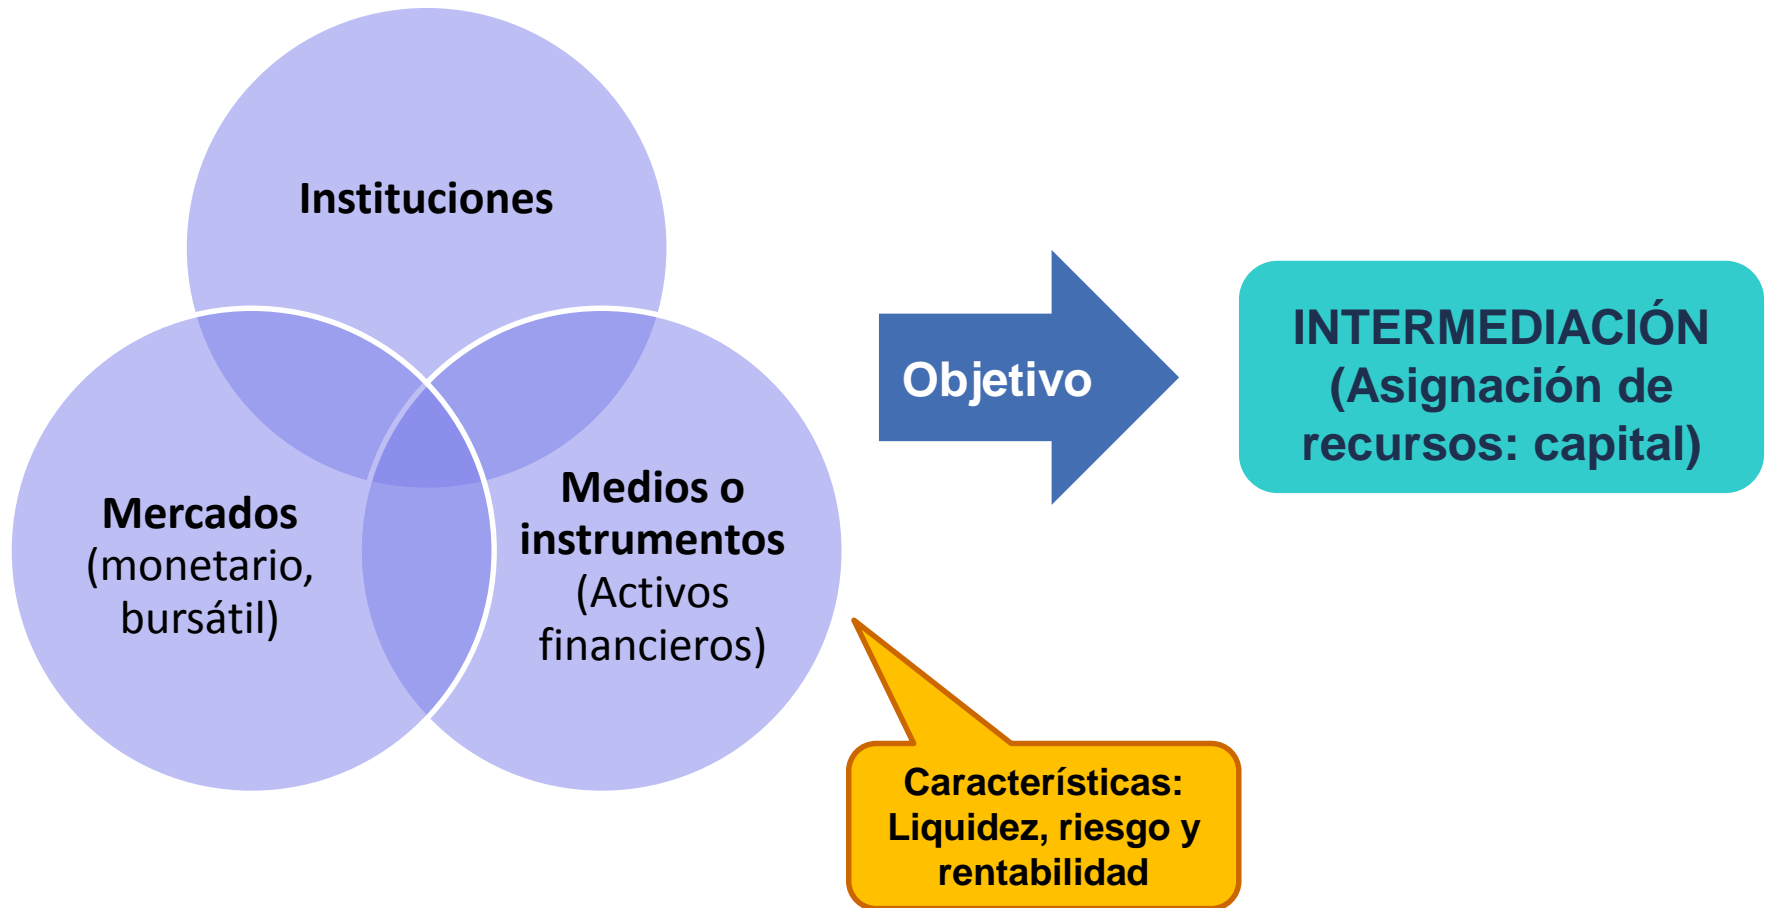 Instituciones
Mercados
(monetario,
bursátil)
Medios o
instrumentos
(Activos
financieros)
Objetivo
INTERMEDIACIÓN
(Asignación de
recursos: capital)
Características:
Liquidez, riesgo y
rentabilidad